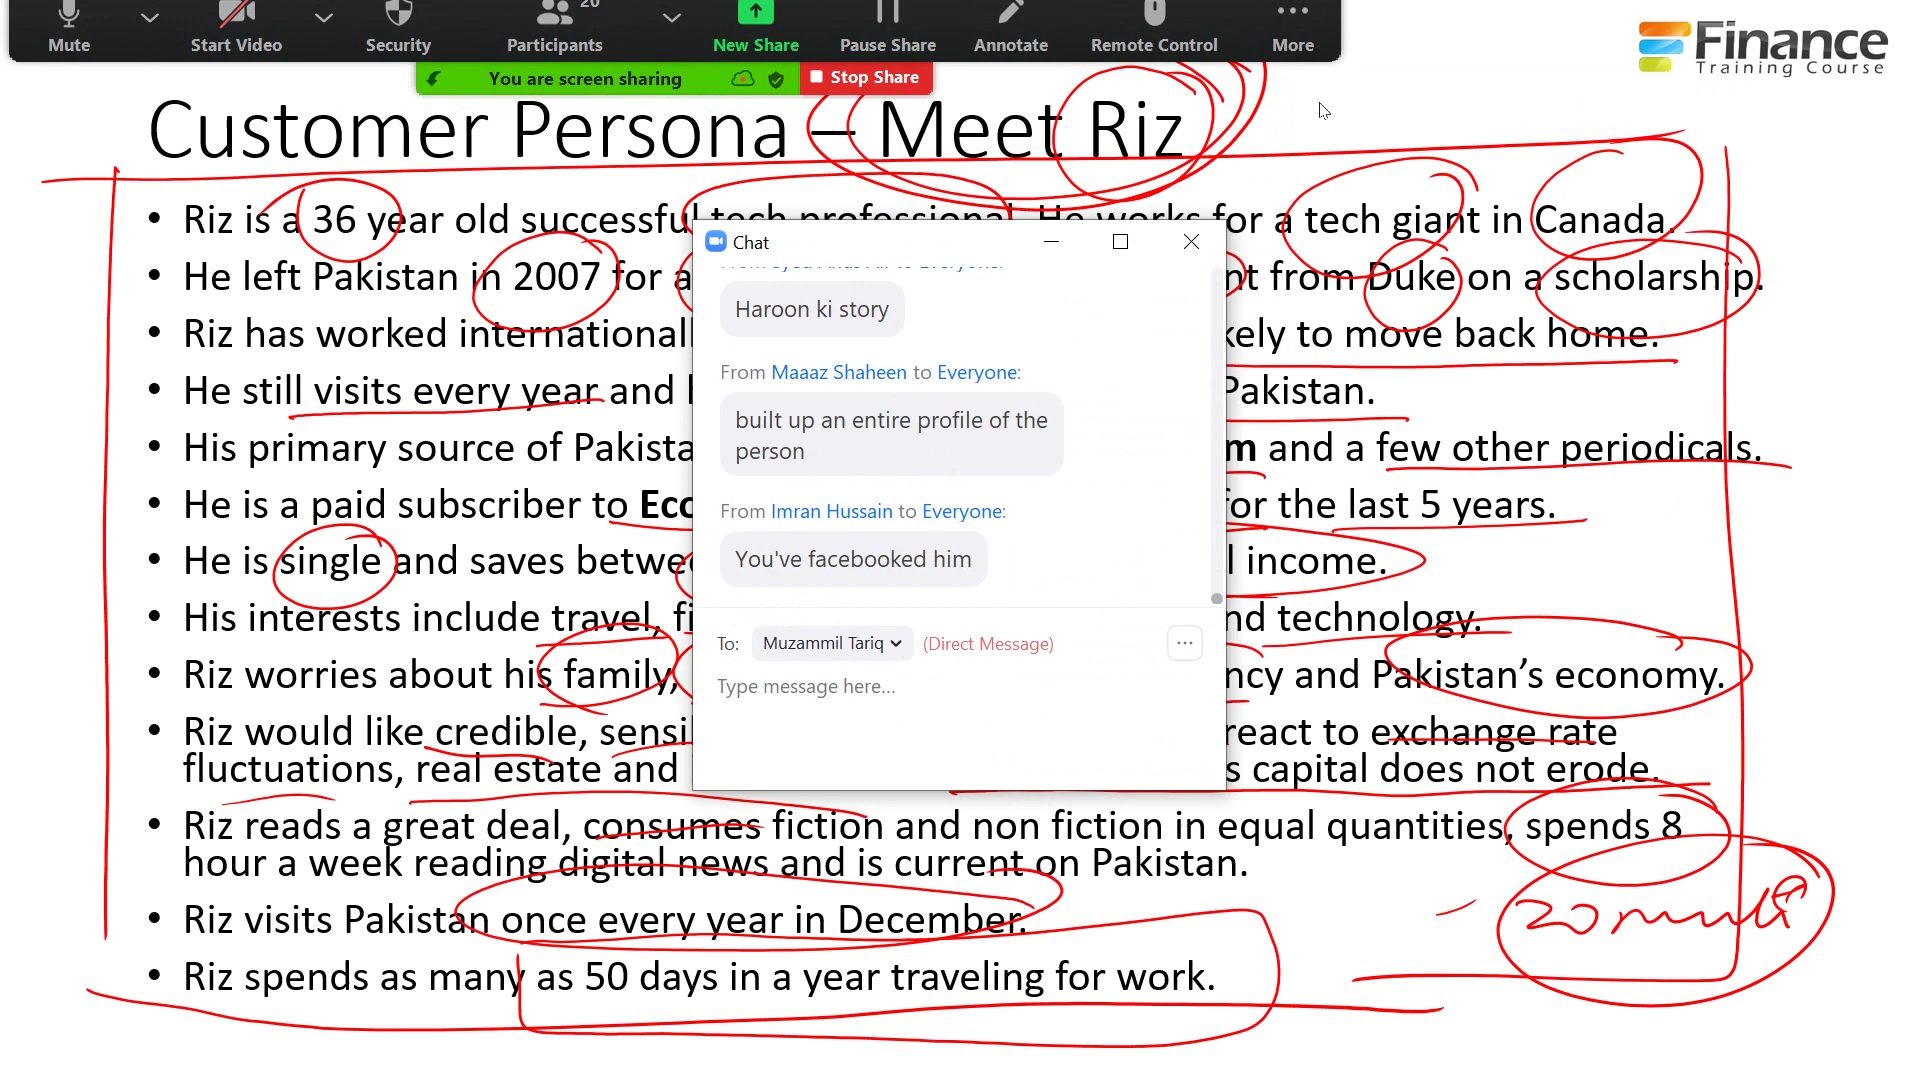 20
Mute
Start Video
Security
Participants
New Share
Pause Share
Annotate
Remote Control
More
You are screen sharing
Stop Share
Finance
Training Course
Customer Persona – Meet Riz
• Riz is a 36 year old successful tech professional. He works for a tech giant in Canada.
• He left Pakistan in 2007 for a
from Duke on a scholarship.
• Riz has worked
to move back home.
• He still visits every year and
Pakistan.
• His primary source of
and a few other periodicals.
• He is a paid subscriber to
for the last 5 years.
• He is single and saves
income.
• His interests include travel,
technology.
• Riz worries about his family,
and Pakistan's economy.
• Riz would like credible,
react to exchange rate
fluctuations, real estate and
capital does not erode.
• Riz reads a great deal, consumes fiction and non fiction in equal quantities, spends 8
hour a week reading digital news and is current on Pakistan.
• Riz visits Pakistan once every year in December.
• Riz spends as many as 50 days in a year traveling for work.
Chat
Haroon ki story
From Maaaz Shaheen to Everyone:
built up an entire profile of the
person
From Imran Hussain to Everyone:
You've facebooked him
To: Muzammil Tariq (Direct Message)
Type message here...
20